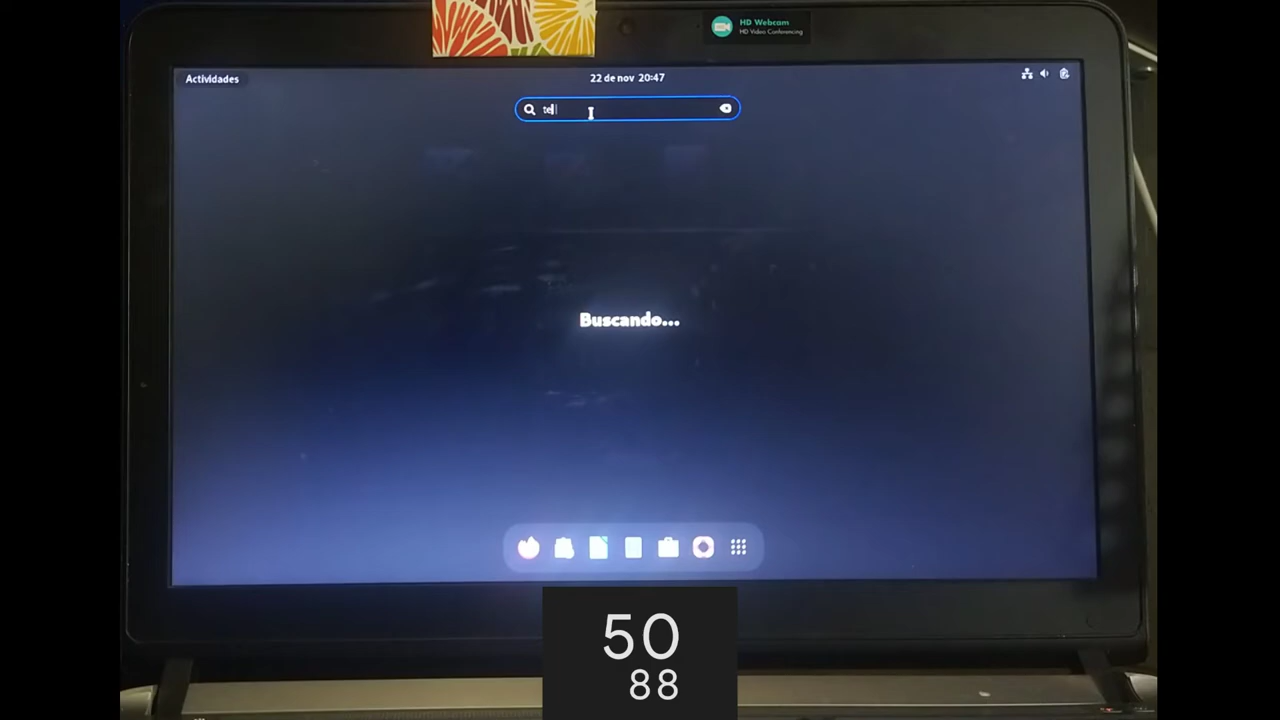 HD Webcam
HD Video Conferencing
Actividades
22 de nov 20:47
tel
Buscando...
50
88